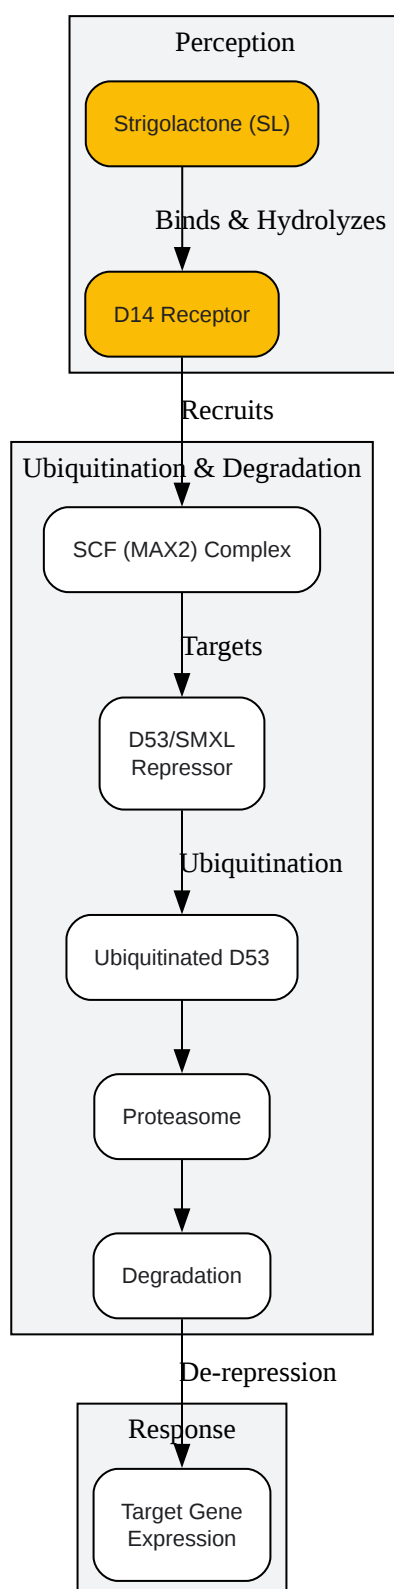 Perception
Strigolactone (SL)
Binds & Hydrolyzes
D14 Receptor
Recruits
Ubiquitination & Degradation
SCF (MAX2) Complex
Targets
D53/SMXL
Repressor
Ubiquitination
Ubiquitinated D53
Proteasome
Degradation
De-repression
Response
Target Gene
Expression